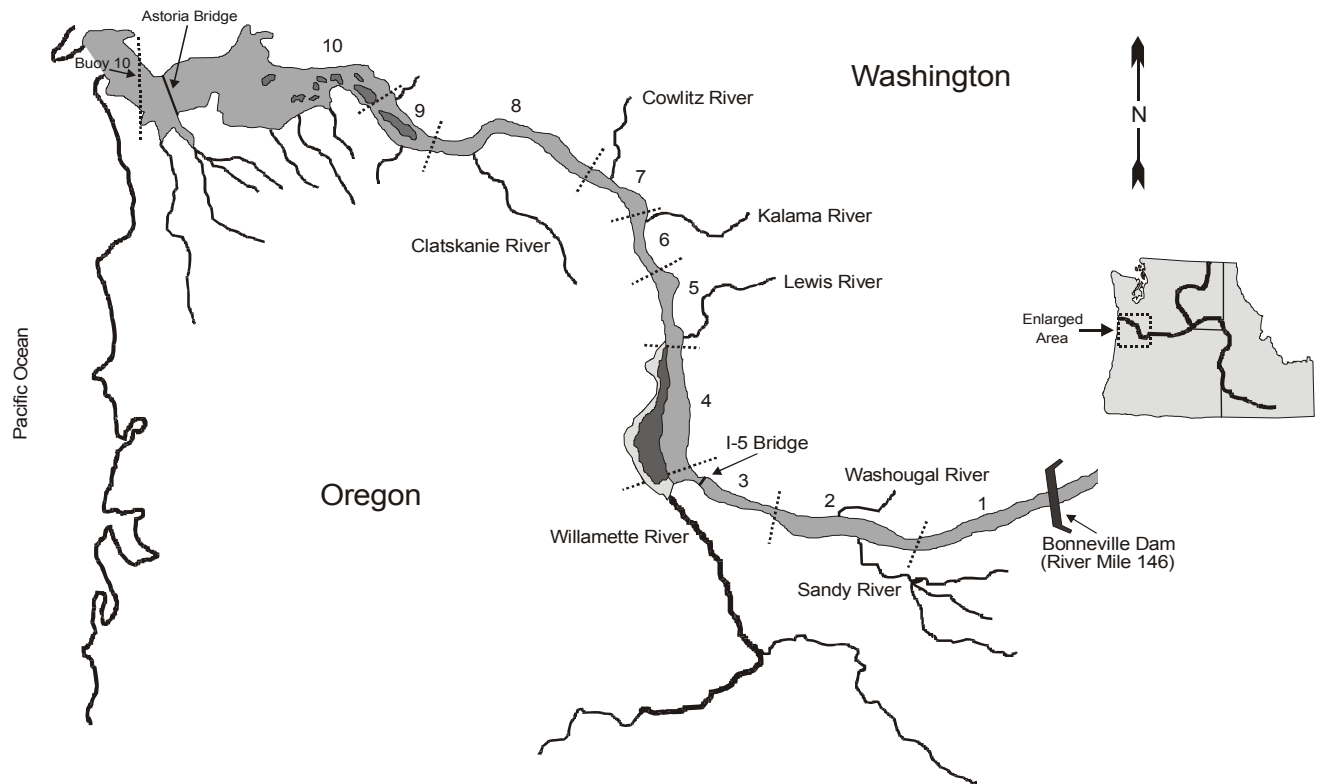 Astoria Bridge
10
Buoy 10
Washington
9
8
Cowlitz River
N
7
Clatskanie River
Kalama River
6
5
Lewis River
Enlarged
Area
Pacific Ocean
4
I-5 Bridge
Oregon
3
Washougal River
2
1
Willamette River
Bonneville Dam
(River Mile 146)
Sandy River